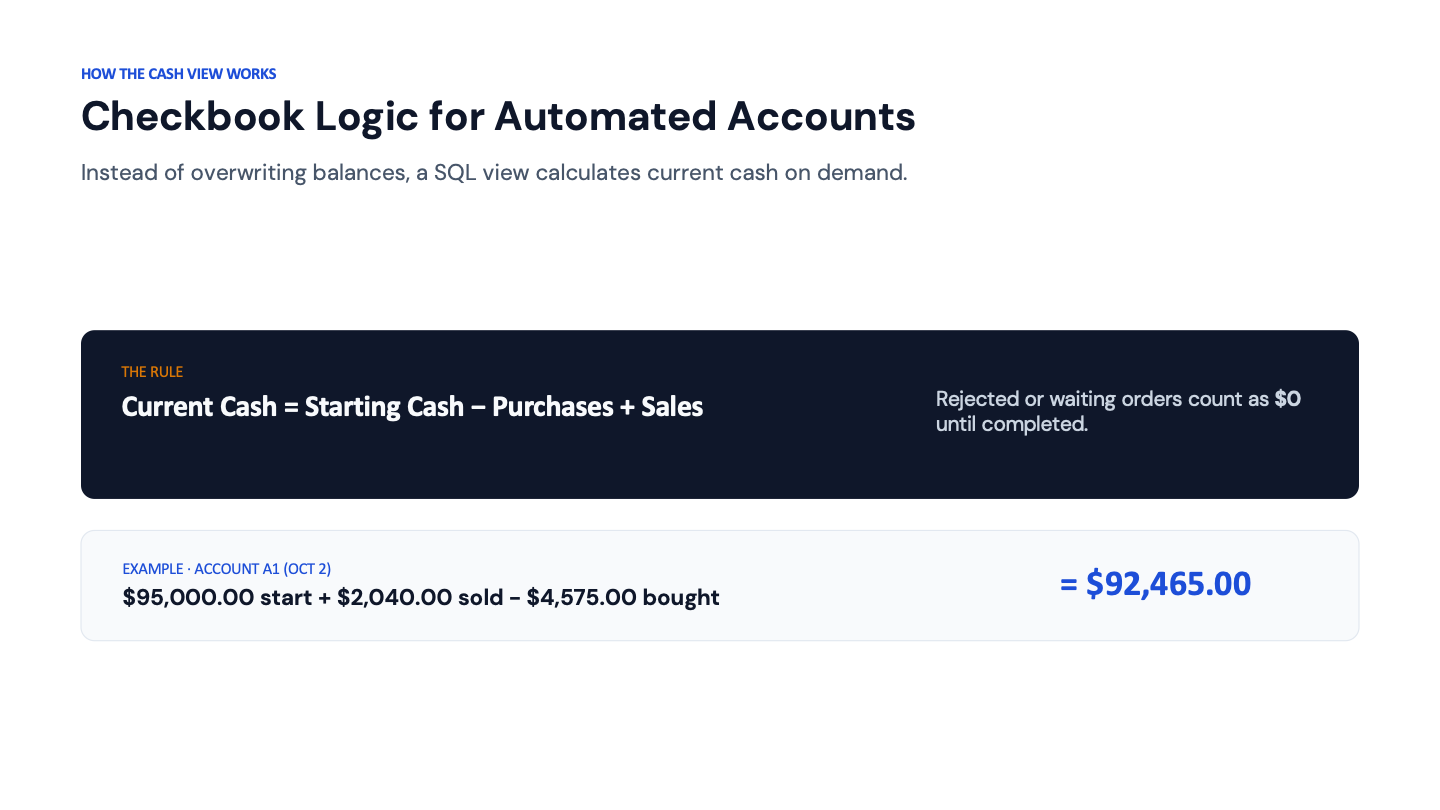 HOW THE CASH VIEW WORKS
Checkbook Logic for Automated Accounts
Instead of overwriting balances, a SQL view calculates current cash on demand.
THE RULE
Current Cash = Starting Cash – Purchases + Sales
Rejected or waiting orders count as $0
until completed.
EXAMPLE · ACCOUNT A1 (OCT 2)
$95,000.00 start + $2,040.00 sold – $4,575.00 bought
= $92,465.00